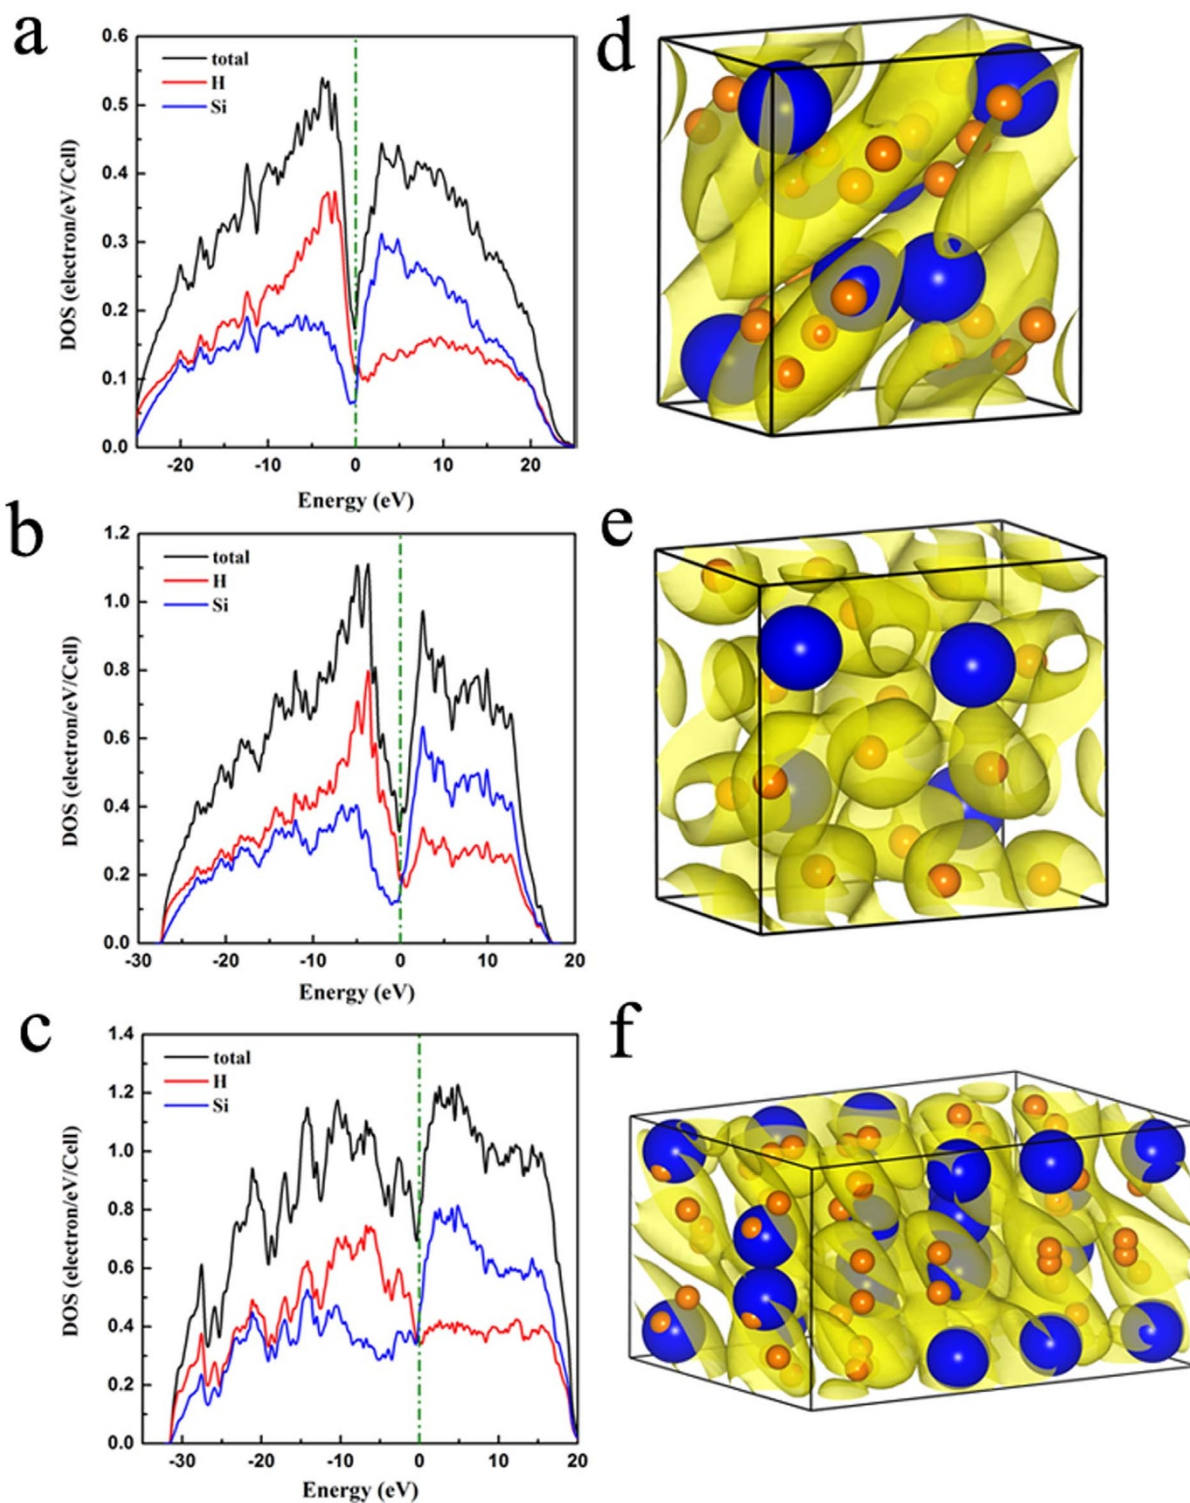 a
0.6
0.5
0.4
0.3
0.2
0.1
0.0
DOS (electron/eV/Cell)
total
H
Si
-20
-10
0
10
20
Energy (eV)
d
b
1.2
1.0
0.8
0.6
0.4
0.2
0.0
DOS (electron/eV/Cell)
total
H
Si
-30
-20
-10
0
10
20
Energy (eV)
e
c
1.4
1.2
1.0
0.8
0.6
0.4
0.2
0.0
DOS (electron/eV/Cell)
total
H
Si
-30
-20
-10
0
10
20
Energy (eV)
f